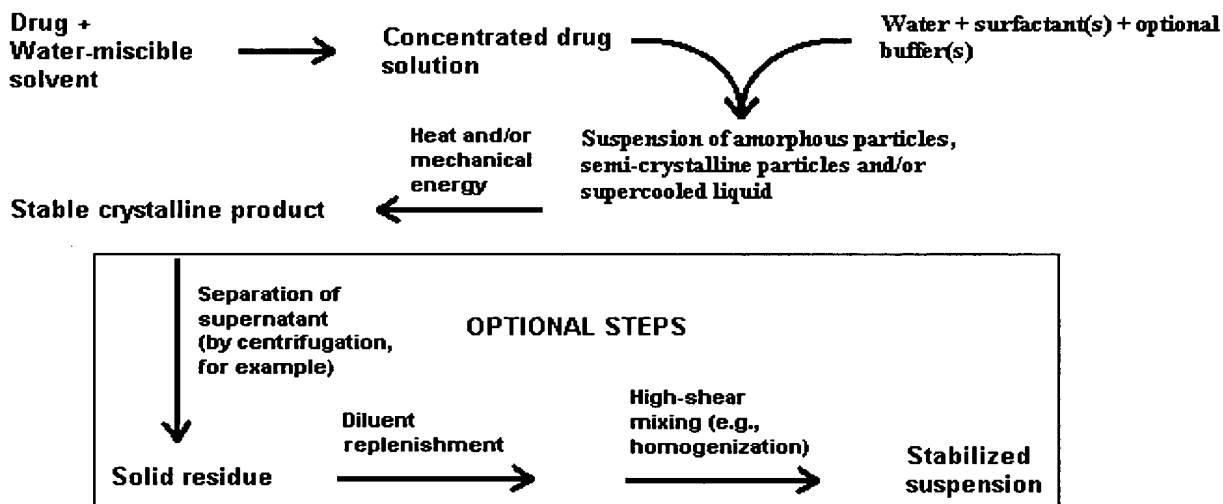 Drug +
Water-miscible
solvent
Concentrated drug
solution
Water + surfactant(s) + optional
buffer(s)
Heat and/or
mechanical
energy
Suspension of amorphous particles,
semi-crystalline particles and/or
supercooled liquid
Stable crystalline product
Separation of
supernatant
(by centrifugation,
for example)
OPTIONAL STEPS
Solid residue
Diluent
replenishment
High-shear
mixing (e.g.,
homogenization)
Stabilized
suspension